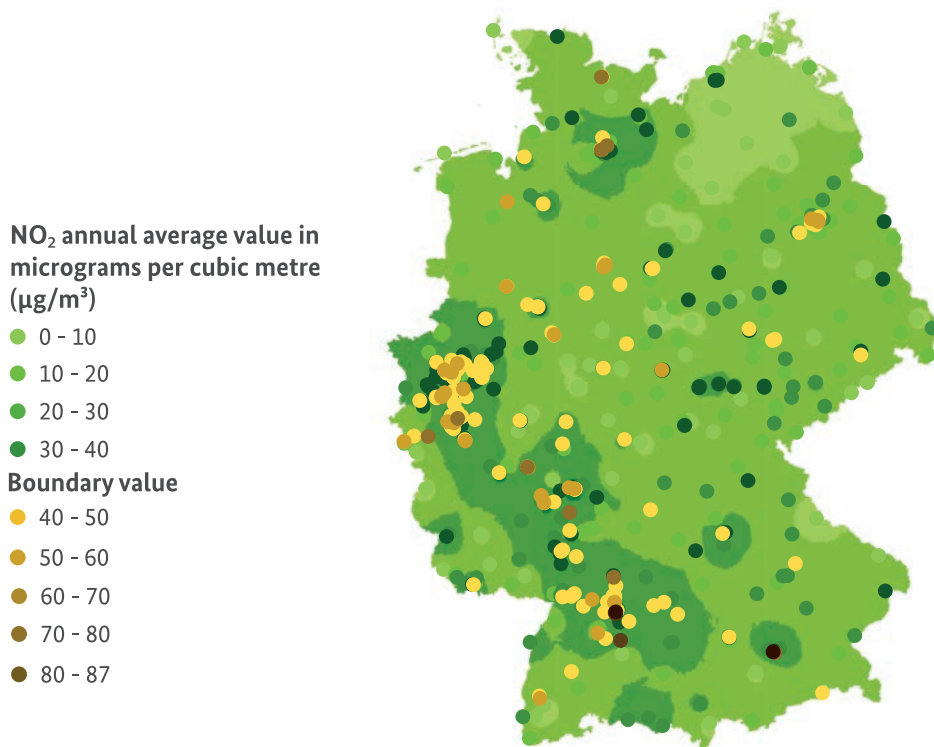 NO₂ annual average value in
micrograms per cubic metre
(µg/m³)
0 - 10
10 - 20
20 - 30
30 - 40
Boundary value
40 - 50
50 - 60
60 - 70
70 - 80
80 - 87